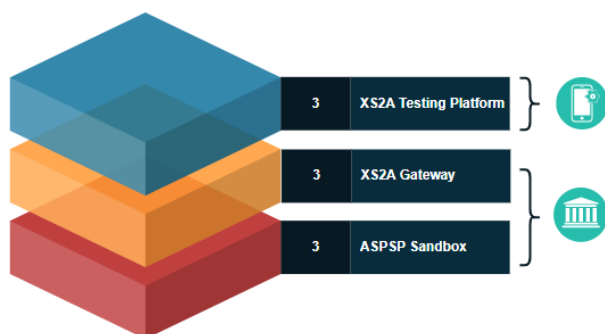 3 XS2A Testing Platform
3 XS2A Gateway
3 ASPSP Sandbox